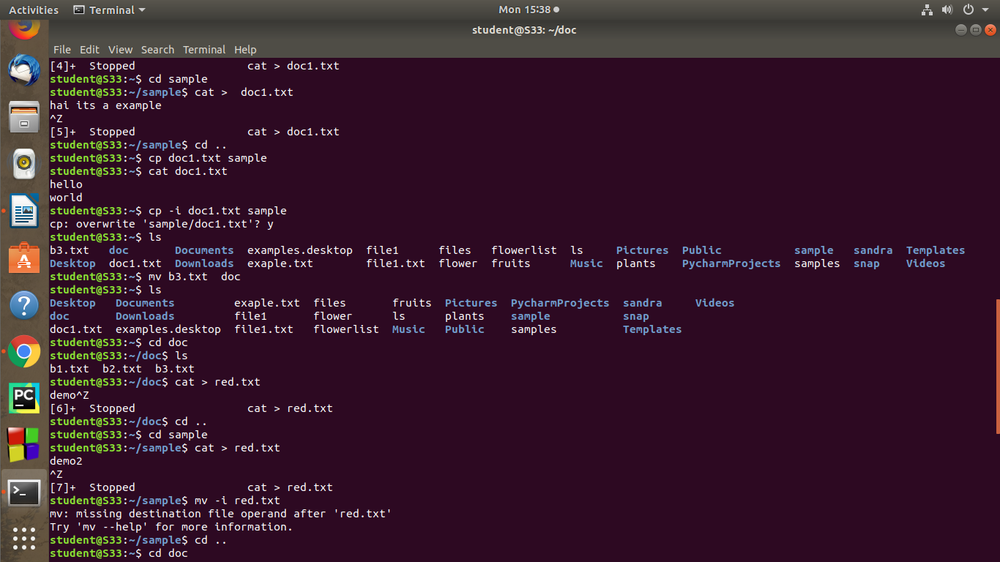 Activities Terminal Mon 15:38
student@S33: ~/doc
File Edit View Search Terminal Help
[4]+  Stopped                 cat > doc1.txt
student@S33:~$ cd sample
student@S33:~/sample$ cat >  doc1.txt
hai its a example
^Z
[5]+  Stopped                 cat > doc1.txt
student@S33:~/sample$ cd ..
student@S33:~$ cp doc1.txt sample
student@S33:~$ cat doc1.txt
hello
world
student@S33:~$ cp -i doc1.txt sample
cp: overwrite 'sample/doc1.txt'? y
student@S33:~$ ls
b3.txt   doc       Documents  examples.desktop  file1      files   flowerlist  ls     Pictures  Public           sample   sandra  Templates
Desktop  doc1.txt  Downloads  exaple.txt        file1.txt  flower  fruits      Music  plants    PycharmProjects  samples  snap    Videos
student@S33:~$ mv b3.txt  doc
student@S33:~$ ls
Desktop   Documents         exaple.txt  files       fruits  Pictures  PycharmProjects  sandra     Videos
doc       Downloads         file1       flower      ls      plants    sample           snap
doc1.txt  examples.desktop  file1.txt   flowerlist  Music   Public    samples          Templates
student@S33:~$ cd doc
student@S33:~/doc$ ls
b1.txt  b2.txt  b3.txt
student@S33:~/doc$ cat > red.txt
demo^Z
[6]+  Stopped                 cat > red.txt
student@S33:~/doc$ cd ..
student@S33:~$ cd sample
student@S33:~/sample$ cat > red.txt
demo2
^Z
[7]+  Stopped                 cat > red.txt
student@S33:~/sample$ mv -i red.txt
mv: missing destination file operand after 'red.txt'
Try 'mv --help' for more information.
student@S33:~/sample$ cd ..
student@S33:~$ cd doc
PC